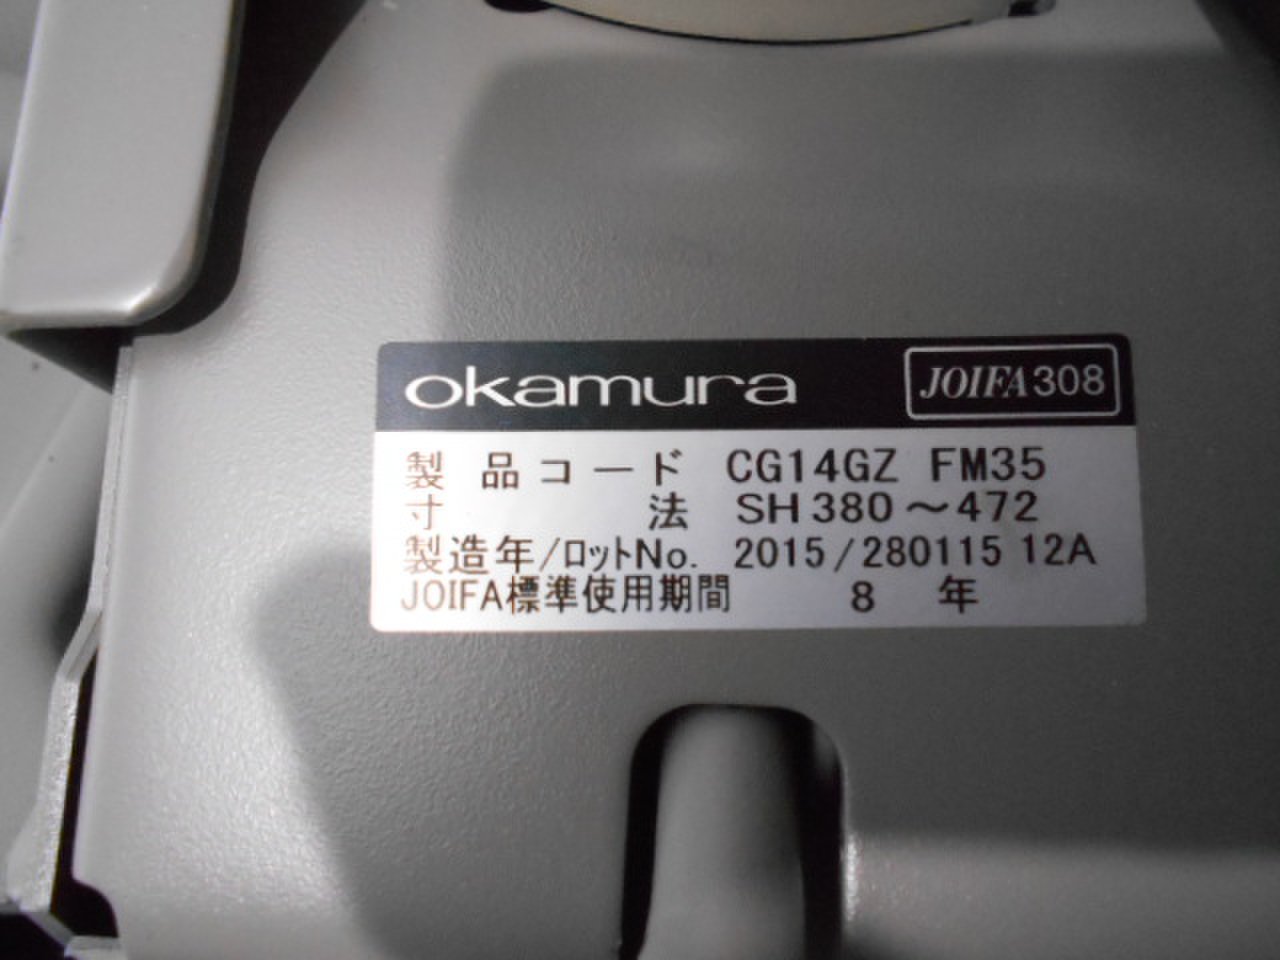 okamura JOIFA308
製品コード CG14GZ FM35
寸法 SH380～472
製造年/ロットNo. 2015/280115 12A
JOIFA標準使用期間 8年